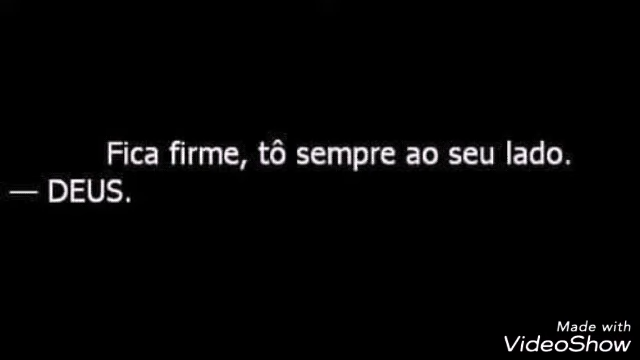 Fica firme, tô sempre ao seu lado.
— DEUS.
Made with
VideoShow